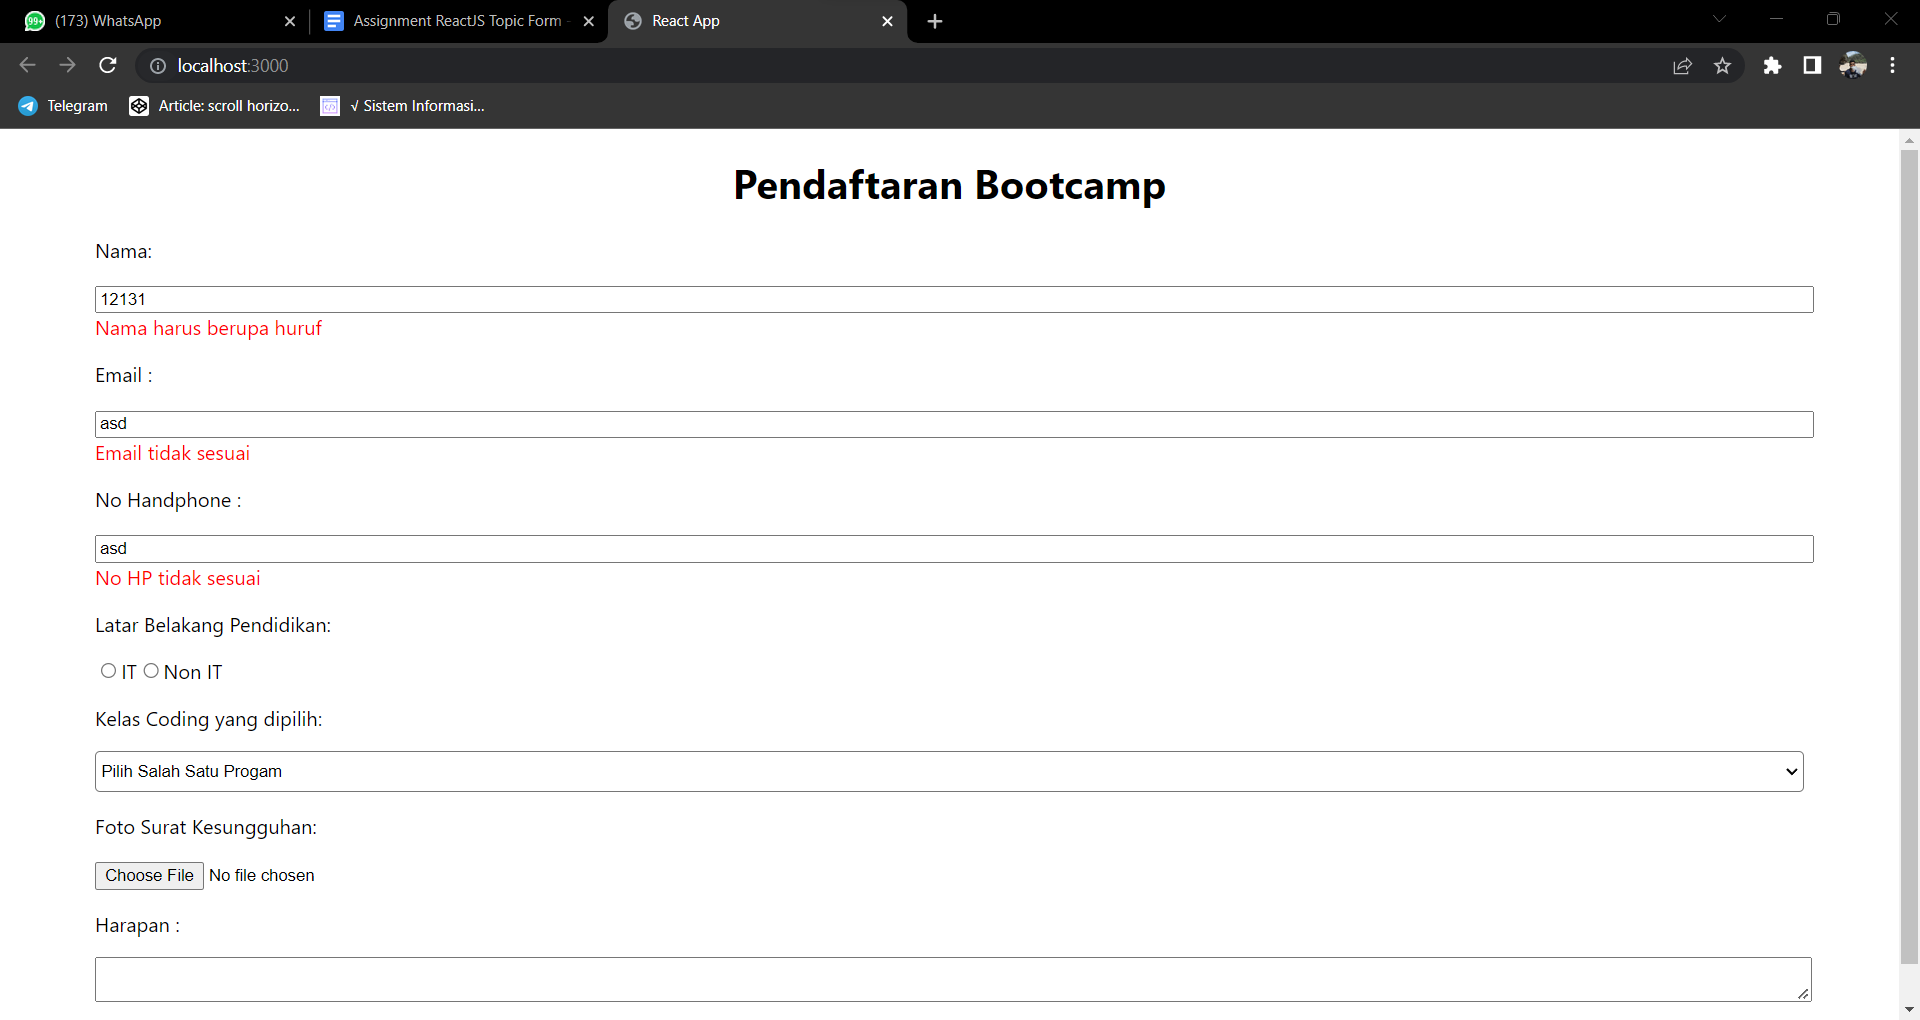 99+ (173) WhatsApp
Assignment ReactJS Topic Form
React App
localhost:3000
Telegram
Article: scroll horizo...
√ Sistem Informasi...
Pendaftaran Bootcamp
Nama:
12131
Nama harus berupa huruf
Email :
asd
Email tidak sesuai
No Handphone :
asd
No HP tidak sesuai
Latar Belakang Pendidikan:
IT Non IT
Kelas Coding yang dipilih:
Pilih Salah Satu Progam
Foto Surat Kesungguhan:
Choose File No file chosen
Harapan :